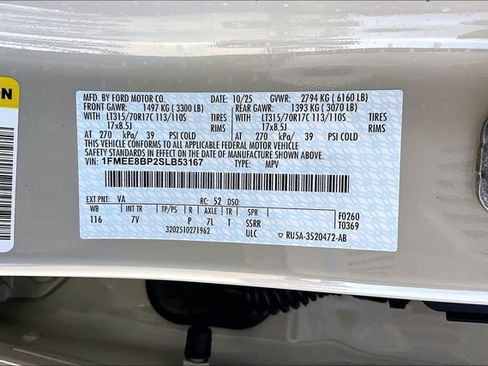 ON
MFD. BY FORD MOTOR CO. 10/25 GVWR: 2794 KG ( 6160 LB)
FRONT GAWR: 1497 KG ( 3300 LB) REAR GAWR: 1393 KG ( 3070 LB)
LT315/70R17C 113/110S TIRES LT315/70R17C 113/110S TIRES
17x8.5J RIMS 17x8.5J RIMS
AT 270 kPa/ 39 PSI COLD AT 270 kPa/ 39 PSI COLD
THIS VEHICLE CONFORMS TO ALL APPLICABLE FEDERAL MOTOR VEHICLE
SAFETY AND THEFT PREVENTION STANDARDS IN EFFECT ON THE DATE OF MANUFACTURE SHOWN ABOVE.
VIN: 1FMEE8BP2SLB53167 TYPE: MPV
EXT PNT: VA RC: 52 DSO:
WB INT TR TP/PS R AXLE TR SPR F0260
116 7V P 7L T SSRR T0369
3202510271962 ULC RU5A-3520472-AB